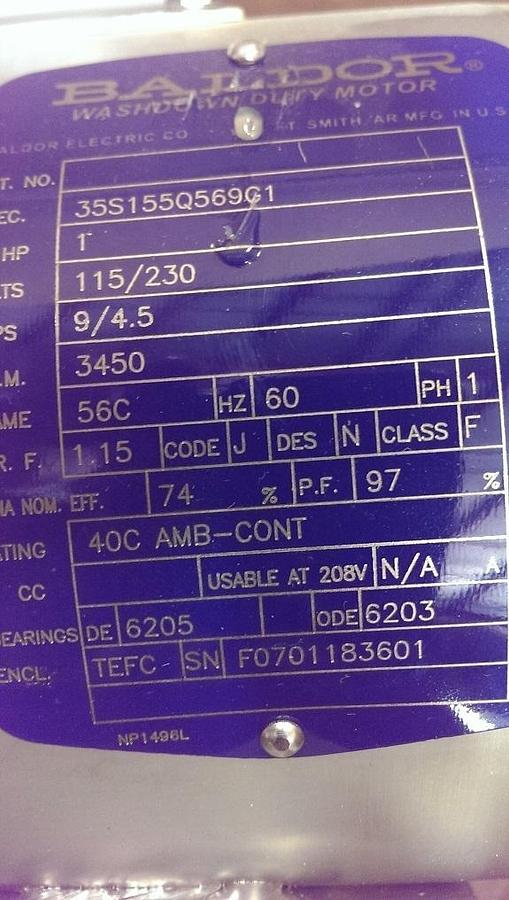 BALDOR®
WASHDOWN DUTY MOTOR
ALDOR ELECTRIC CO T SMITH AR MFG IN U.S
T. NO.
EC. 35S155Q569G1
HP 1
TS 115/230
PS 9/4.5
.M. 3450
AME 56C HZ 60 PH 1
R. F. 1.15 CODE J DES N CLASS F
MA NOM. EFF. 74 % P.F. 97 %
TING 40C AMB-CONT
CC USABLE AT 208V N/A A
EARINGS DE 6205 ODE 6203
ENCL. TEFC SN F0701183601
NP1496L